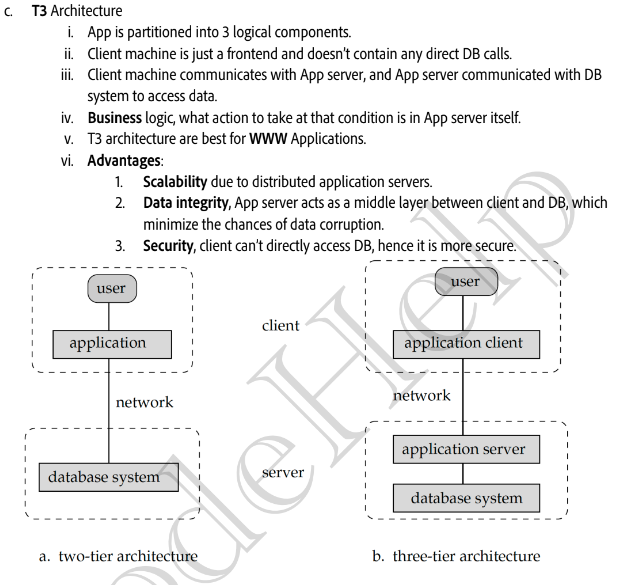 c. T3 Architecture
i. App is partitioned into 3 logical components.
ii. Client machine is just a frontend and doesn't contain any direct DB calls.
iii. Client machine communicates with App server, and App server communicated with DB
system to access data.
iv. Business logic, what action to take at that condition is in App server itself.
v. T3 architecture are best for WWW Applications.
vi. Advantages:
1. Scalability due to distributed application servers.
2. Data integrity, App server acts as a middle layer between client and DB, which
minimize the chances of data corruption.
3. Security, client can't directly access DB, hence it is more secure.
user
application
network
database system
client
server
user
application client
network
application server
database system
a. two-tier architecture
b. three-tier architecture
odeHelp